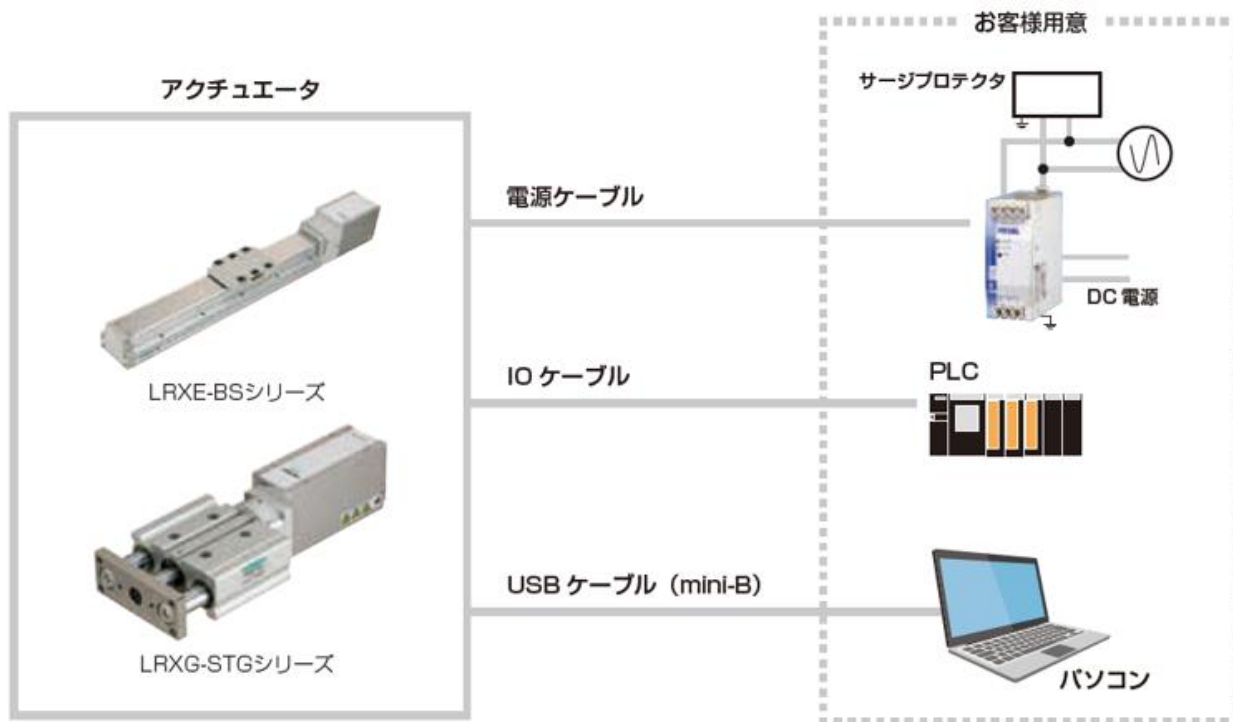 お客様用意
サージプロテクタ
アクチュエータ
電源ケーブル
DC 電源
LRXE-BSシリーズ
IO ケーブル
PLC
USB ケーブル（mini-B）
LRXG-STGシリーズ
パソコン